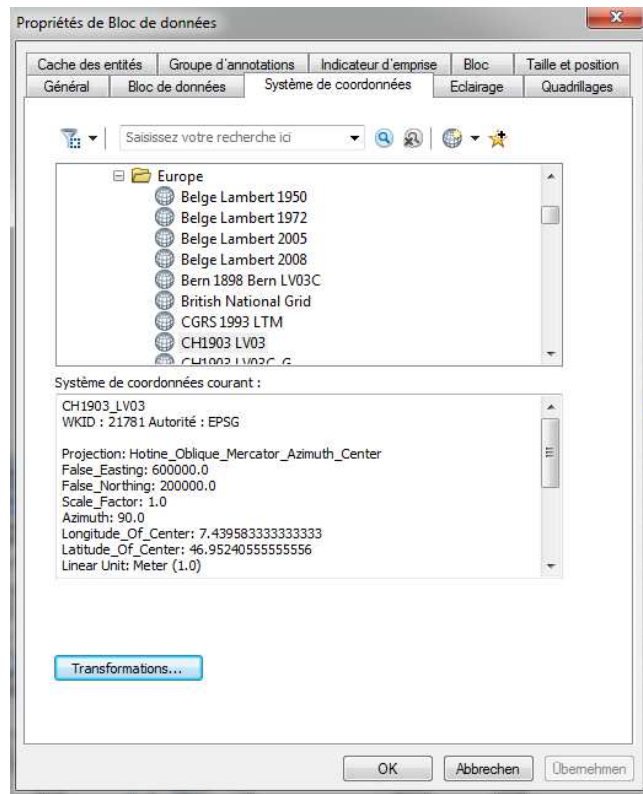 Propriétés de Bloc de données
Cache des entités Groupe d'annotations Indicateur d'emprise Bloc Taille et position
Général Bloc de données Système de coordonnées Eclairage Quadrillages
Saisissez votre recherche ici
Europe
Belge Lambert 1950
Belge Lambert 1972
Belge Lambert 2005
Belge Lambert 2008
Bern 1898 Bern LV03C
British National Grid
CGRS 1993 LTM
CH1903 LV03
CH1903 LV03C_G
Système de coordonnées courant :
CH1903_LV03
WKID : 21781 Autorité : EPSG
Projection: Hotine_Oblique_Mercator_Azimuth_Center
False_Easting: 600000.0
False_Northing: 200000.0
Scale_Factor: 1.0
Azimuth: 90.0
Longitude_Of_Center: 7.439583333333333
Latitude_Of_Center: 46.95240555555556
Linear Unit: Meter (1.0)
Transformations...
OK Abbrechen Übernehmen